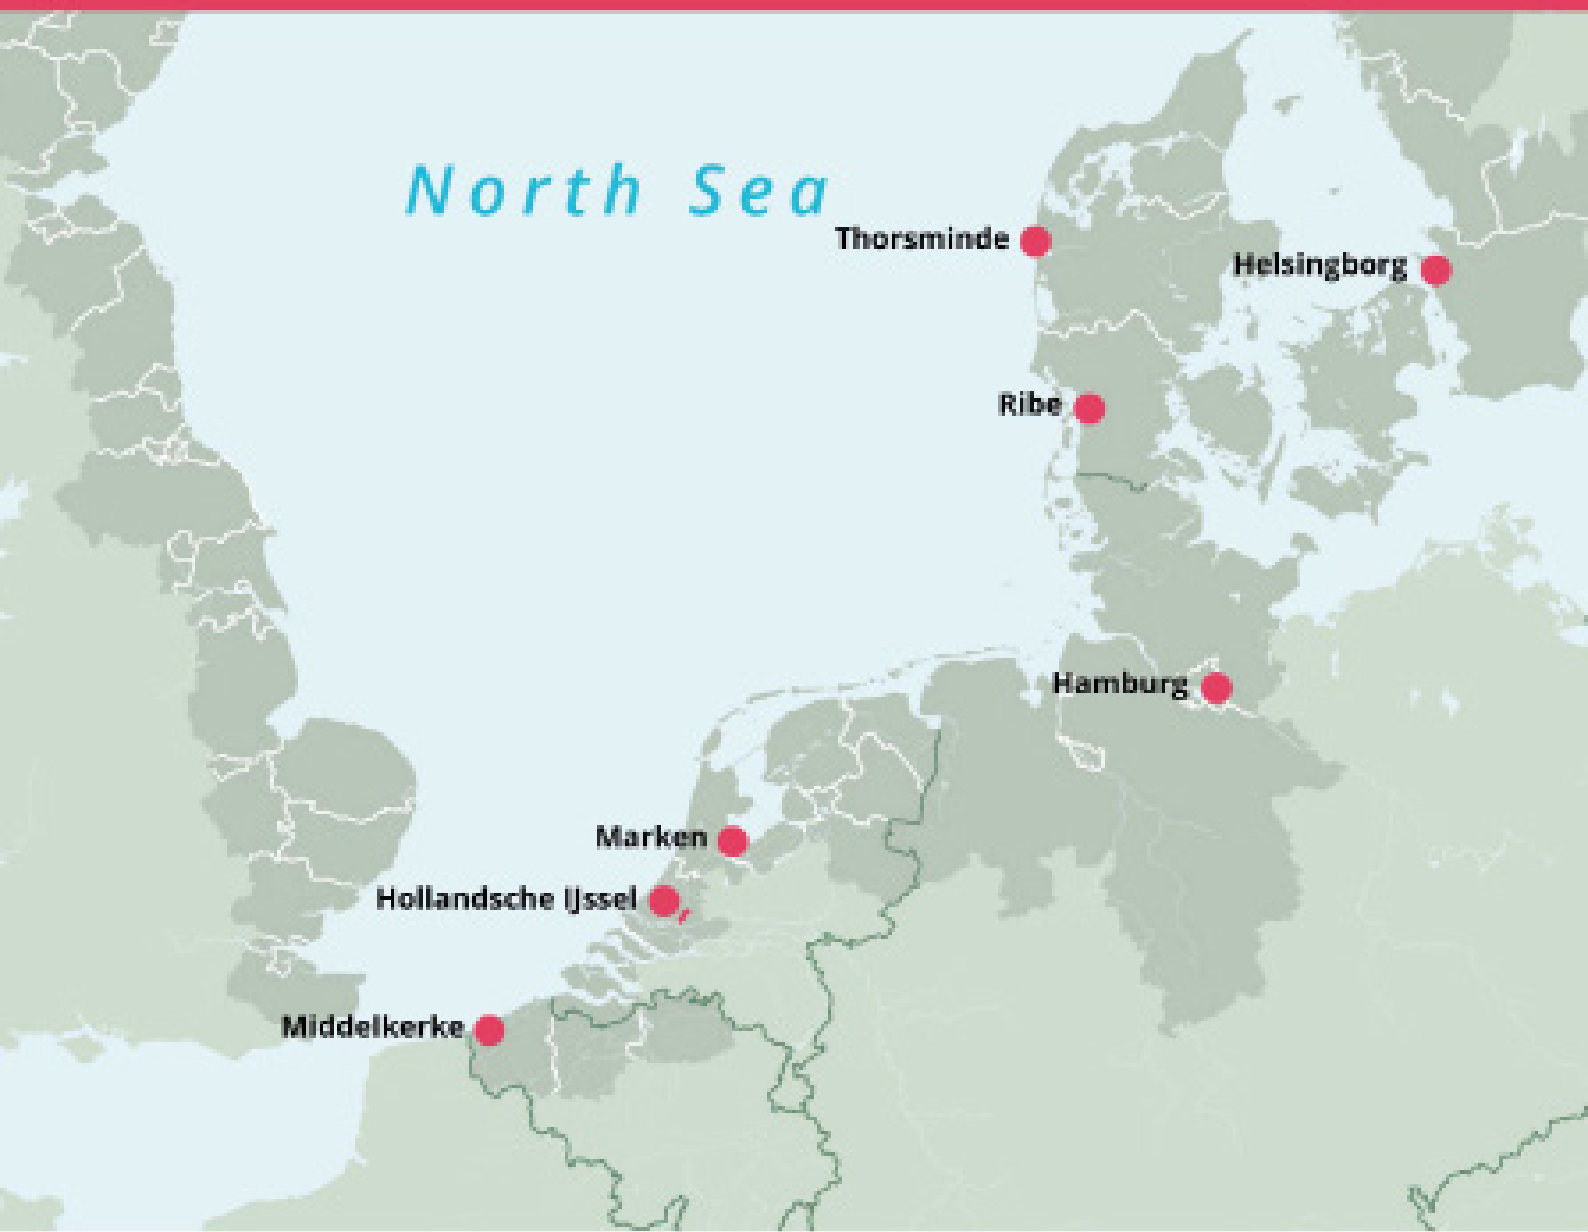 North Sea
Thorsminde
Helsingborg
Ribe
Hamburg
Marken
Hollandsche IJssel
Middelkerke